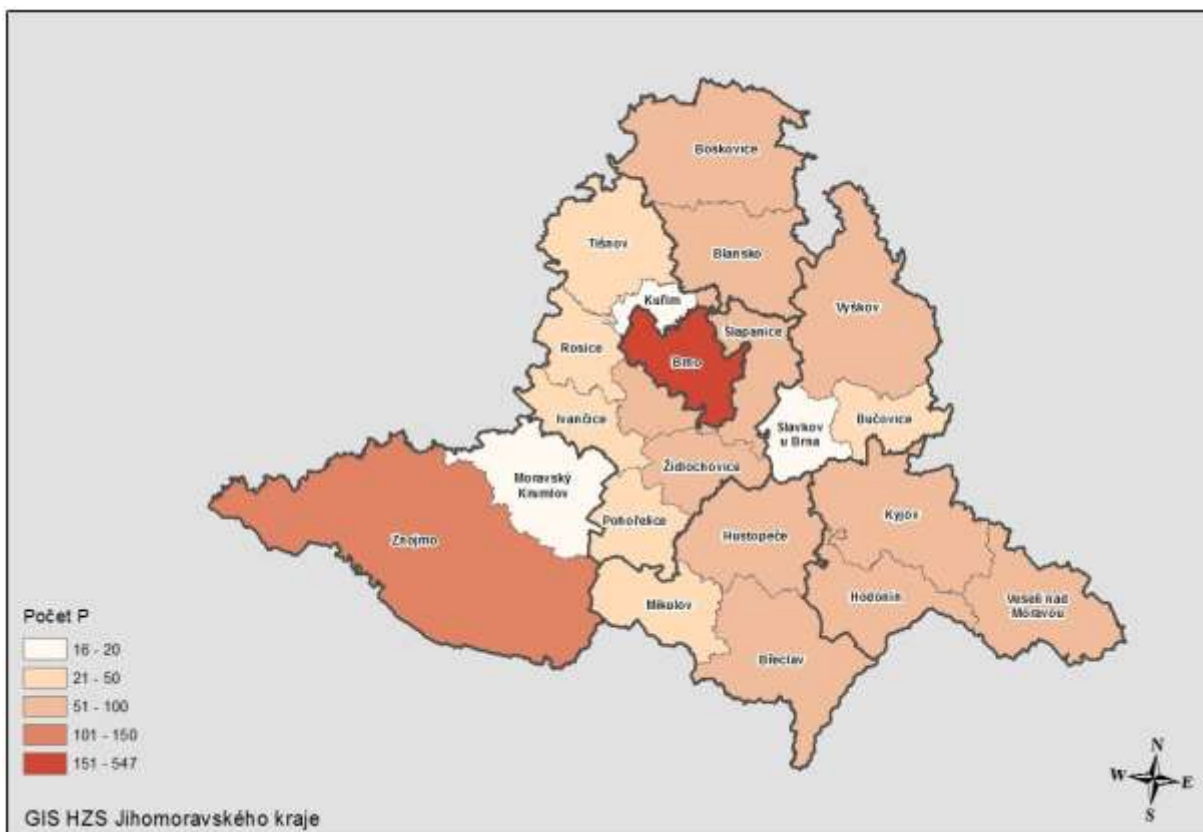 Boskovice
Tišnov
Blansko
Kuřim
Vyškov
Šlapanice
Rosice
Brno
Ivančice
Slavkov
u Brna
Bučovice
Židlochovice
Moravský
Krumlov
Pohořelice
Kyjov
Znojmo
Hustopeče
Mikulov
Hodonín
Veselí nad
Moravou
Břeclav
Počet P
16 - 20
21 - 50
51 - 100
101 - 150
151 - 547
N
W E
S
GIS HZS Jihomoravského kraje